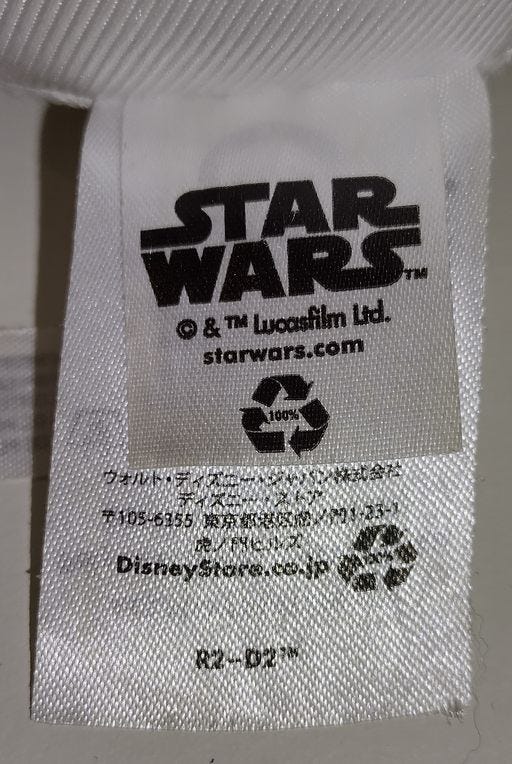 STAR
WARS™
© & ™ Lucasfilm Ltd.
starwars.com
100%
ウォルト・ディズニー・ジャパン株式会社
ディズニー・ストア
〒105-6355 東京都港区虎ノ門1-23-1
虎ノ門ヒルズ
DisneyStore.co.jp
R2-D2™